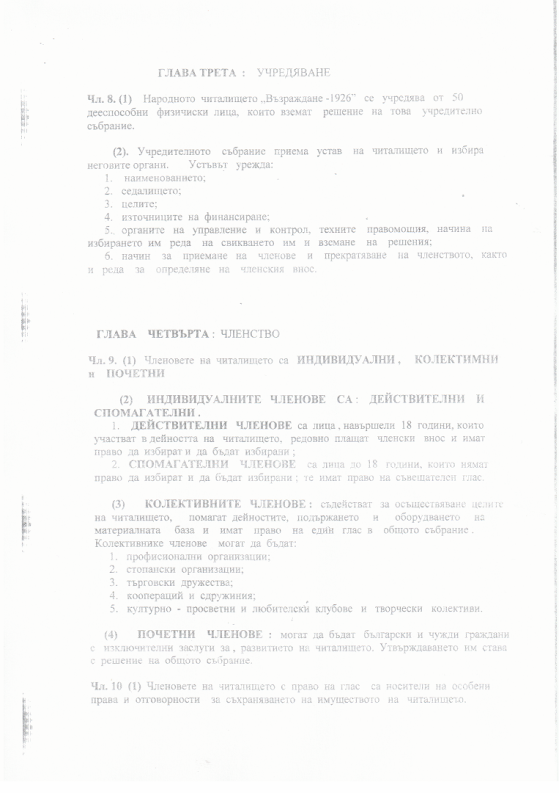 ГЛАВА ТРЕТА : УЧРЕДЯВАНЕ
Чл. 8. (1) Народното читалището „Възраждане -1926” се учредява от 50
дееспособни физически лица, които вземат решение на това учредително
събрание.
(2). Учредителното събрание приема устав на читалището и избира
неговите органи. Уставът урежда:
1. наименованието;
2. седалището;
3. целите;
4. източниците на финансиране;
5. органите на управление и контрол, техните правомощия, начина на
избирането им реда на свикването им и вземане на решения;
6. начин за приемане на членове и прекратяване на членството, както
и реда за определяне на членския внос.
ГЛАВА ЧЕТВЪРТА : ЧЛЕНСТВО
Чл. 9. (1) Членовете на читалището са ИНДИВИДУАЛНИ , КОЛЕКТИМНИ
и ПОЧЕТНИ
(2) ИНДИВИДУАЛНИТЕ ЧЛЕНОВЕ СА : ДЕЙСТВИТЕЛНИ И
СПОМАГАТЕЛНИ .
1. ДЕЙСТВИТЕЛНИ ЧЛЕНОВЕ са лица , навършели 18 години, които
участват в дейността на читалището, редовно плащат членски внос и имат
право да избират и да бъдат избирани ;
2. СПОМАГАТЕЛНИ ЧЛЕНОВЕ са лица до 18 години, които нямат
право да избират и да бъдат избирани ; те имат право на съвещателен глас.
(3) КОЛЕКТИВНИТЕ ЧЛЕНОВЕ : съдействат за осъществяване целите
на читалището, помагат дейностите, подържането и оборудването на
материалната база и имат право на един глас в общото събрание .
Колективнике членове могат да бъдат:
1. професионални организации;
2. стопански организации;
3. търговски дружества;
4. кооперации и сдружиния;
5. културно - просветни и любителски клубове и творчески колективи.
(4) ПОЧЕТНИ ЧЛЕНОВЕ : могат да бъдат български и чужди граждани
с изключителни заслуги за , развитието на читалището. Утвърждаването им става
с решение на общото събрание.
Чл. 10 (1) Членовете на читалището с право на глас са носители на особени
права и отговорности за съхраняването на имуществото на читалището.